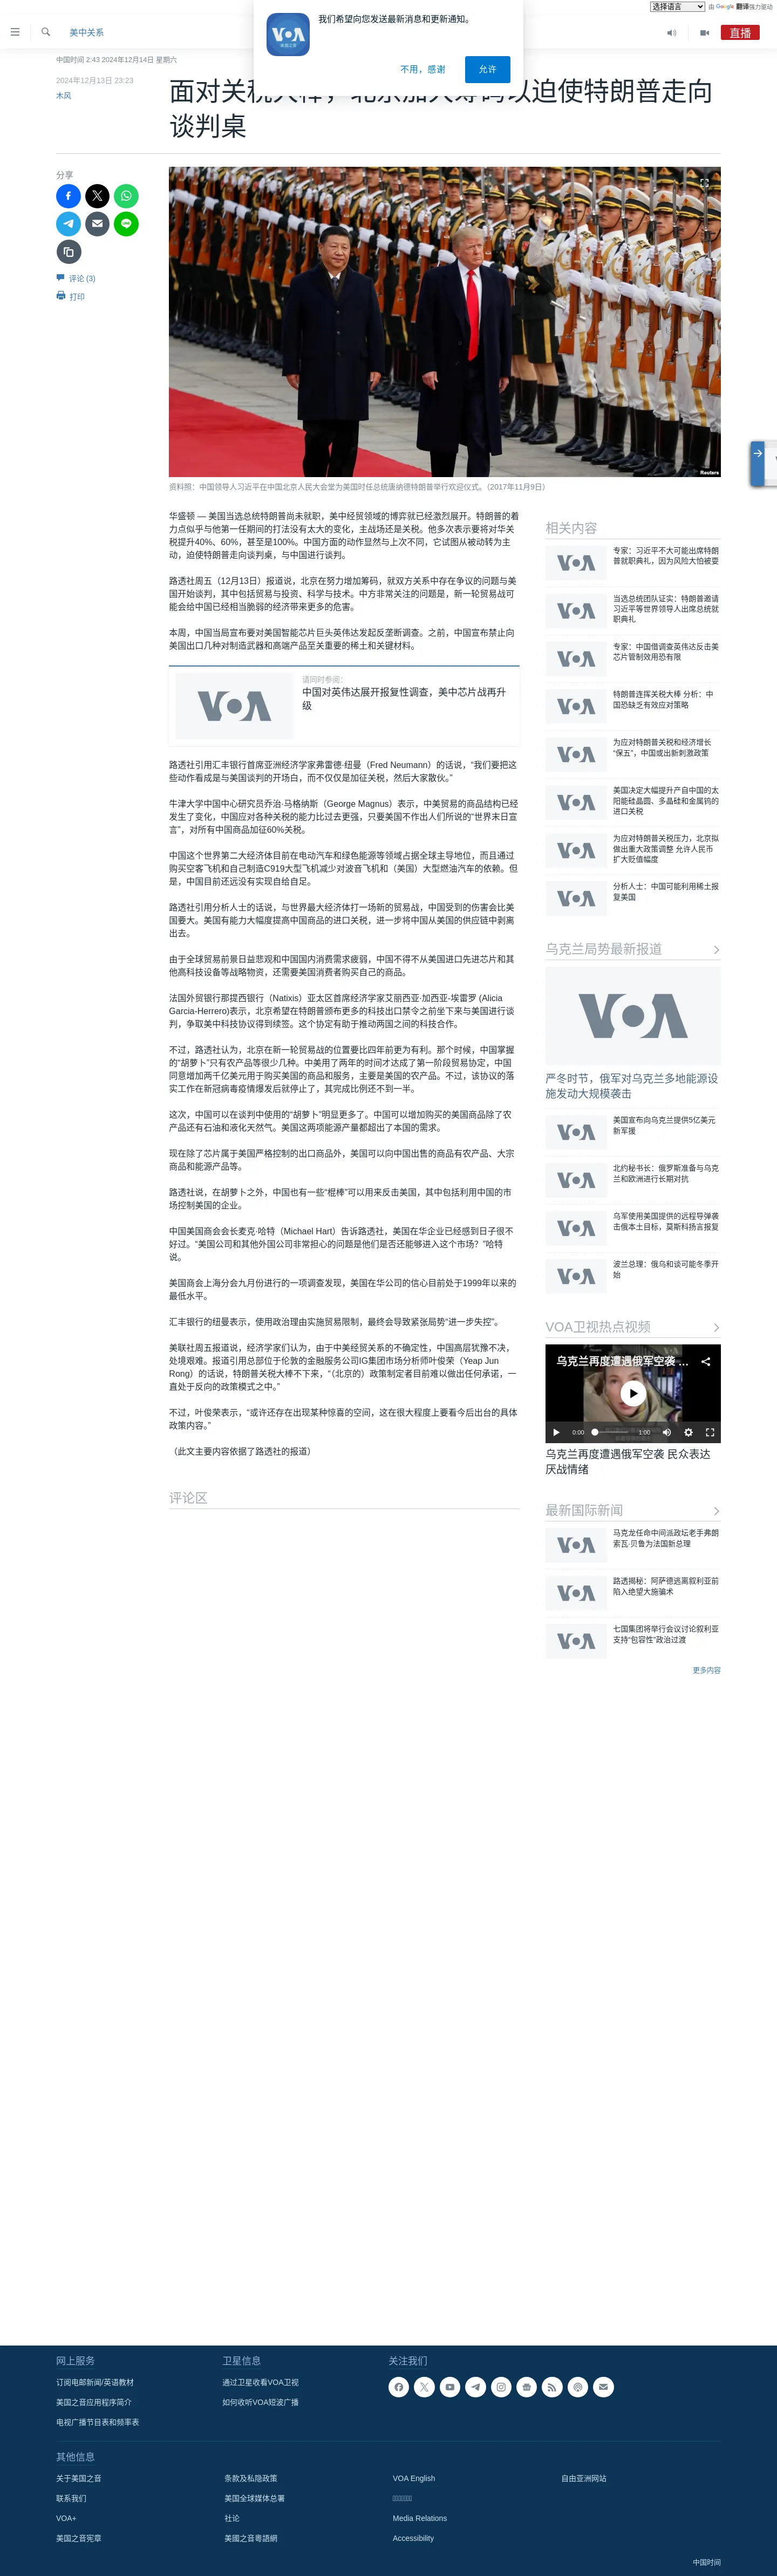 选择语言
由 Google 翻译强力驱动
我们希望向您发送最新消息和更新通知。
不用，感谢
允许
美中关系
直播
中国时间 2:43 2024年12月14日 星期六
2024年12月13日 23:23
木风
迫使特朗普走向
谈判桌
分享
评论 (3)
打印
Reuters
资料照：中国领导人习近平在中国北京人民大会堂为美国时任总统唐纳德特朗普举行欢迎仪式。（2017年11月9日）
华盛顿 — 美国当选总统特朗普尚未就职，美中经贸领域的博弈就已经激烈展开。特朗普的着
力点似乎与他第一任期间的打法没有太大的变化，主战场还是关税。他多次表示要将对华关
税提升40%、60%，甚至是100%。中国方面的动作显然与上次不同，它试图从被动转为主
动，迫使特朗普走向谈判桌，与中国进行谈判。
路透社周五（12月13日）报道说，北京在努力增加筹码，就双方关系中存在争议的问题与美
国开始谈判，其中包括贸易与投资、科学与技术。中方非常关注的问题是，新一轮贸易战可
能会给中国已经相当脆弱的经济带来更多的危害。
本周，中国当局宣布要对美国智能芯片巨头英伟达发起反垄断调查。之前，中国宣布禁止向
美国出口几种对制造武器和高端产品至关重要的稀土和关键材料。
请同时参阅：
中国对英伟达展开报复性调查，美中芯片战再升
级
路透社引用汇丰银行首席亚洲经济学家弗雷德·纽曼（Fred Neumann）的话说，“我们要把这
些动作看成是与美国谈判的开场白，而不仅仅是加征关税，然后大家散伙。”
牛津大学中国中心研究员乔治·马格纳斯（George Magnus）表示，中美贸易的商品结构已经
发生了变化，中国应对各种关税的能力比过去更强，只要美国不作出人们所说的“世界末日宣
言”，对所有中国商品加征60%关税。
中国这个世界第二大经济体目前在电动汽车和绿色能源等领域占据全球主导地位，而且通过
购买空客飞机和自己制造C919大型飞机减少对波音飞机和（美国）大型燃油汽车的依赖。但
是，中国目前还远没有实现自给自足。
路透社引用分析人士的话说，与世界最大经济体打一场新的贸易战，中国受到的伤害会比美
国要大。美国有能力大幅度提高中国商品的进口关税，进一步将中国从美国的供应链中剥离
出去。
由于全球贸易前景日益悲观和中国国内消费需求疲弱，中国不得不从美国进口先进芯片和其
他高科技设备等战略物资，还需要美国消费者购买自己的商品。
法国外贸银行那提西银行（Natixis）亚太区首席经济学家艾丽西亚·加西亚-埃雷罗 (Alicia
Garcia-Herrero)表示，北京希望在特朗普颁布更多的科技出口禁令之前坐下来与美国进行谈
判，争取美中科技协议得到续签。这个协定有助于推动两国之间的科技合作。
不过，路透社认为，北京在新一轮贸易战的位置要比四年前更为有利。那个时候，中国掌握
的“胡萝卜”只有农产品等很少几种。中美用了两年的时间才达成了第一阶段贸易协定，中国
同意增加两千亿美元用于购买美国的商品和服务，主要是美国的农产品。不过，该协议的落
实工作在新冠病毒疫情爆发后就停止了，其完成比例还不到一半。
这次，中国可以在谈判中使用的“胡萝卜”明显更多了。中国可以增加购买的美国商品除了农
产品还有石油和液化天然气。美国这两项能源产量都超出了本国的需求。
现在除了芯片属于美国严格控制的出口商品外，美国可以向中国出售的商品有农产品、大宗
商品和能源产品等。
路透社说，在胡萝卜之外，中国也有一些“棍棒”可以用来反击美国，其中包括利用中国的市
场控制美国的企业。
中国美国商会会长麦克·哈特（Michael Hart）告诉路透社，美国在华企业已经感到日子很不
好过。“美国公司和其他外国公司非常担心的问题是他们是否还能够进入这个市场？”哈特
说。
美国商会上海分会九月份进行的一项调查发现，美国在华公司的信心目前处于1999年以来的
最低水平。
汇丰银行的纽曼表示，使用政治理由实施贸易限制，最终会导致紧张局势“进一步失控”。
美联社周五报道说，经济学家们认为，由于中美经贸关系的不确定性，中国高层犹豫不决，
处境艰难。报道引用总部位于伦敦的金融服务公司IG集团市场分析师叶俊荣（Yeap Jun
Rong）的话说，特朗普关税大棒不下来，“（北京的）政策制定者目前难以做出任何承诺，一
直处于反向的政策模式之中。”
不过，叶俊荣表示，“或许还存在出现某种惊喜的空间，这在很大程度上要看今后出台的具体
政策内容。”
（此文主要内容依据了路透社的报道）
评论区
相关内容
专家：习近平不大可能出席特朗
普就职典礼，因为风险大怕被耍
当选总统团队证实：特朗普邀请
习近平等世界领导人出席总统就
职典礼
专家：中国借调查英伟达反击美
芯片管制效用恐有限
特朗普连挥关税大棒 分析：中
国恐缺乏有效应对策略
为应对特朗普关税和经济增长
“保五”，中国或出新刺激政策
美国决定大幅提升产自中国的太
阳能硅晶圆、多晶硅和金属钨的
进口关税
为应对特朗普关税压力，北京拟
做出重大政策调整 允许人民币
扩大贬值幅度
分析人士：中国可能利用稀土报
复美国
乌克兰局势最新报道
严冬时节，俄军对乌克兰多地能源设
施发动大规模袭击
美国宣布向乌克兰提供5亿美元
新军援
北约秘书长：俄罗斯准备与乌克
兰和欧洲进行长期对抗
乌军使用美国提供的远程导弹袭
击俄本土目标，莫斯科扬言报复
波兰总理：俄乌和谈可能冬季开
始
VOA卫视热点视频
乌克兰再度遭遇俄军空袭 ...
0:00
1:00
乌克兰再度遭遇俄军空袭 民众表达
厌战情绪
最新国际新闻
马克龙任命中间派政坛老手弗朗
索瓦·贝鲁为法国新总理
路透揭秘：阿萨德逃离叙利亚前
陷入绝望大施骗术
七国集团将举行会议讨论叙利亚
支持“包容性”政治过渡
更多内容
网上服务
订阅电邮新闻/英语教材
美国之音应用程序简介
电视广播节目表和频率表
卫星信息
通过卫星收看VOA卫视
如何收听VOA短波广播
关注我们
其他信息
关于美国之音
联系我们
VOA+
美国之音宪章
条款及私隐政策
美国全球媒体总署
社论
美國之音粵語網
VOA English
Media Relations
Accessibility
自由亚洲网站
中国时间